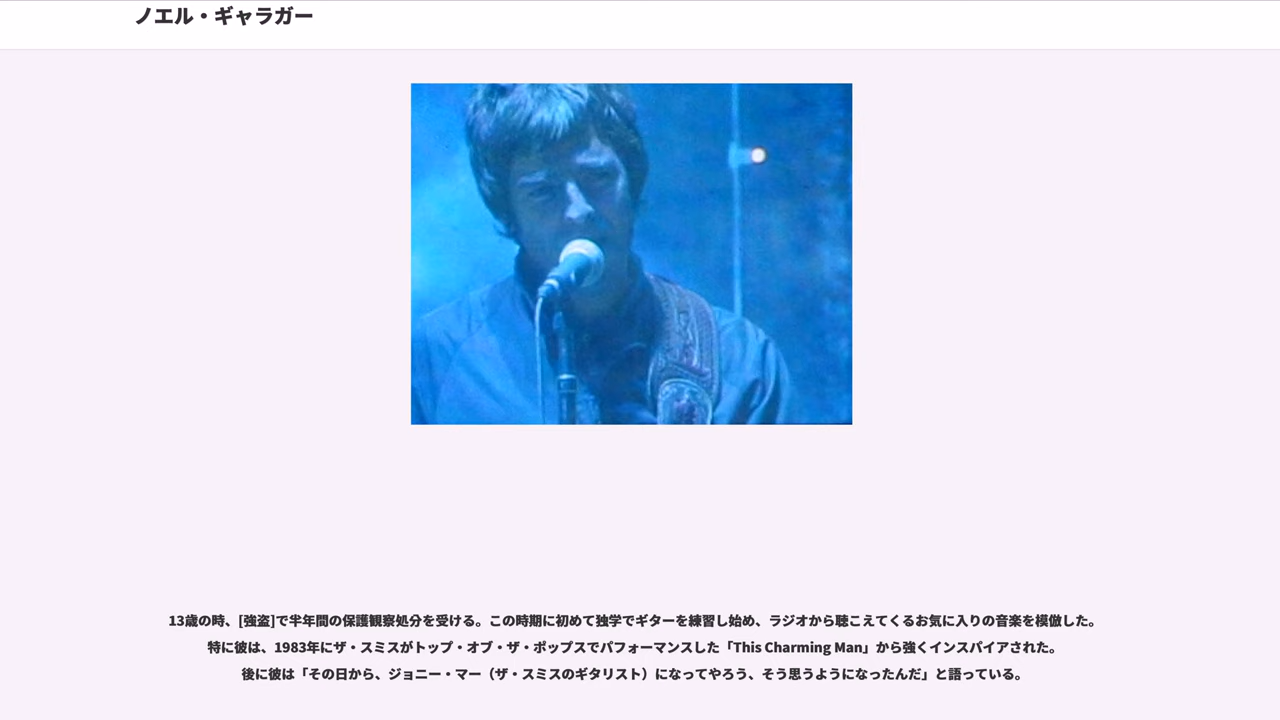 ノエル・ギャラガー
13歳の時、[強盗]で半年間の保護観察処分を受ける。この時期に初めて独学でギターを練習し始め、ラジオから聴こえてくるお気に入りの音楽を模倣した。
特に彼は、1983年にザ・スミスがトップ・オブ・ザ・ポップスでパフォーマンスした「This Charming Man」から強くインスパイアされた。
後に彼は「その日から、ジョニー・マー（ザ・スミスのギタリスト）になってやろう、そう思うようになったんだ」と語っている。